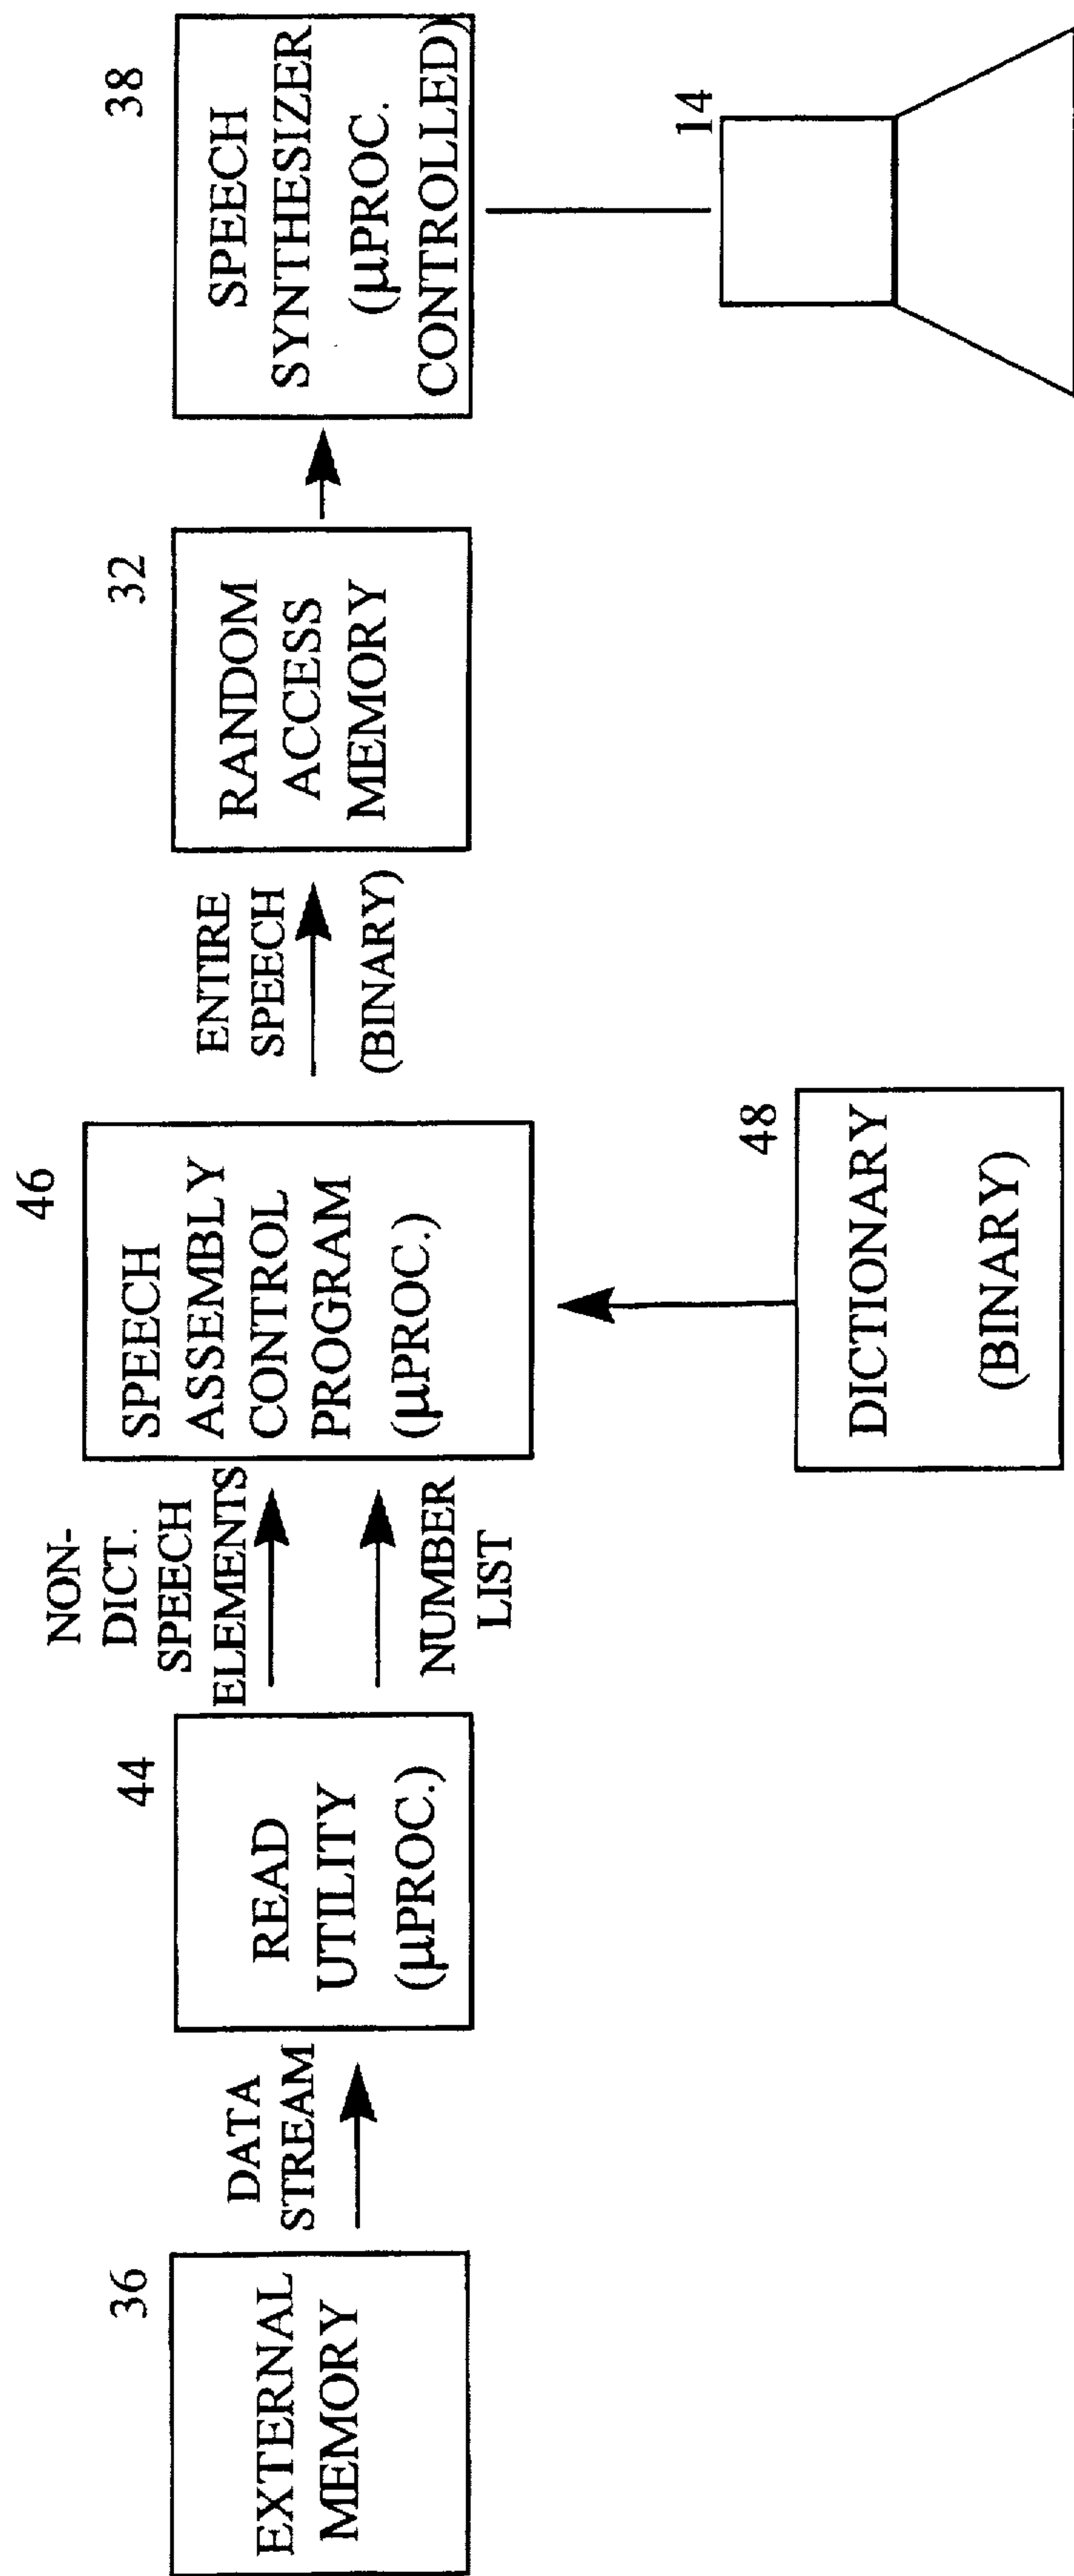 36
EXTERNAL
MEMORY
DATA
STREAM
44
READ
UTILITY
(µPROC.)
NON-
DICT.
SPEECH
ELEMENTS
NUMBER
LIST
46
SPEECH
ASSEMBLY
CONTROL
PROGRAM
(µPROC.)
48
DICTIONARY
(BINARY)
ENTIRE
SPEECH
(BINARY)
32
RANDOM
ACCESS
MEMORY
38
SPEECH
SYNTHESIZER
(µPROC.
CONTROLLED)
14